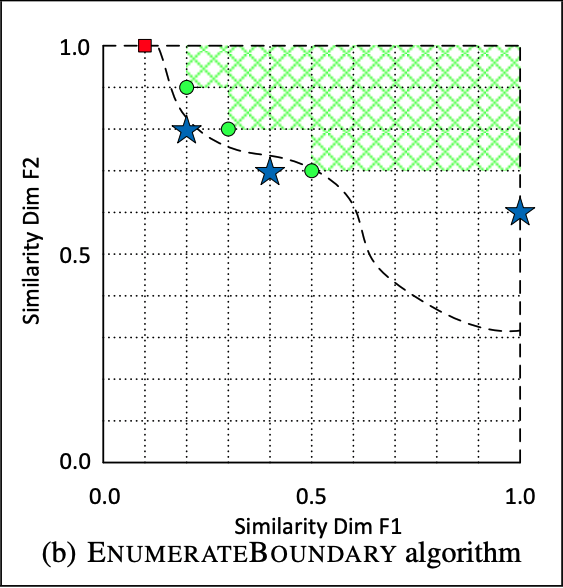 1.0
0.5
0.0
Similarity Dim F2
0.0 0.5 1.0
Similarity Dim F1
(b) ENUMERATEBOUNDARY algorithm